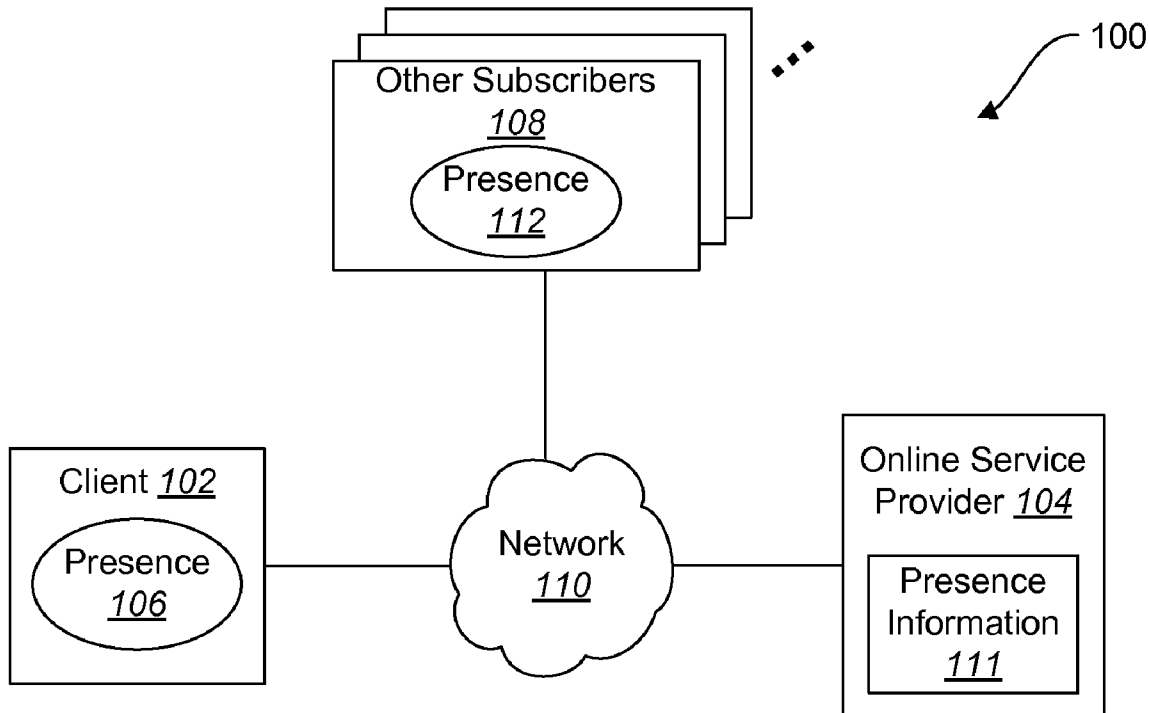 100
Other Subscribers
108
Presence
112
Client 102
Presence
106
Network
110
Online Service
Provider 104
Presence
Information
111